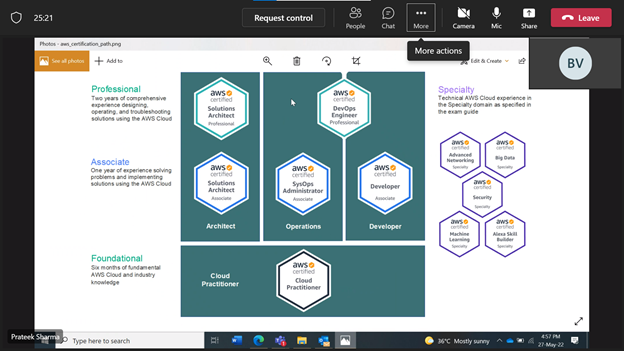 25:21
Request control
People
Chat
More
Camera
Mic
Share
Leave
More actions
Photos - aws_certification_path.png
See all photos
Add to
Edit & Create
BV
Professional
Two years of comprehensive
experience designing,
operating, and troubleshooting
solutions using the AWS Cloud
aws
certified
Solutions
Architect
Professional
aws
certified
DevOps
Engineer
Professional
Specialty
Technical AWS Cloud experience in
the Specialty domain as specified in
the exam guide
Associate
One year of experience solving
problems and implementing
solutions using the AWS Cloud
aws
certified
Solutions
Architect
Associate
Architect
aws
certified
SysOps
Administrator
Associate
Operations
aws
certified
Developer
Associate
Developer
aws
certified
Advanced
Networking
Specialty
aws
certified
Big Data
Specialty
aws
certified
Security
Specialty
aws
certified
Machine
Learning
Specialty
aws
certified
Alexa Skill
Builder
Specialty
Foundational
Six months of fundamental
AWS Cloud and industry
knowledge
Cloud
Practitioner
aws
certified
Cloud
Practitioner
Prateek Sharma
Type here to search
36°C Mostly sunny
4:57 PM
27-May-22